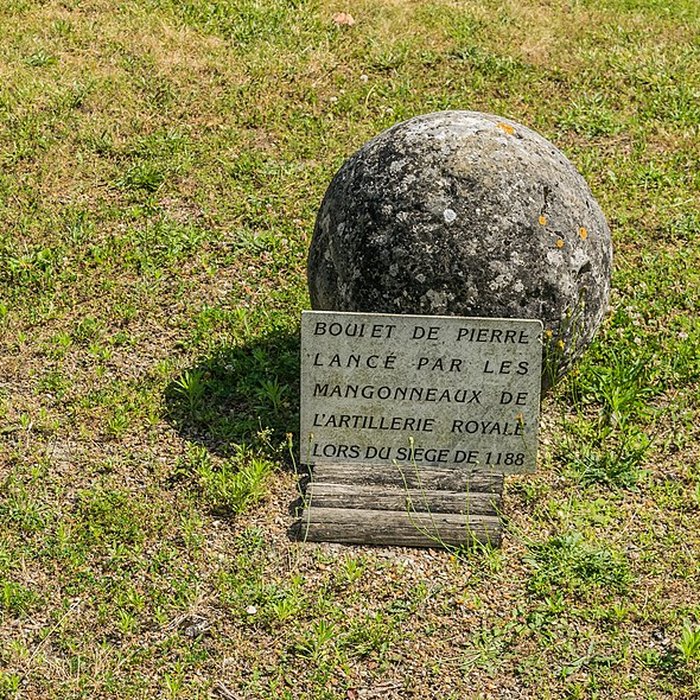 BOULET DE PIERRE
LANCÉ PAR LES
MANGONNEAUX DE
L'ARTILLERIE ROYALE
LORS DU SIÈGE DE 1188